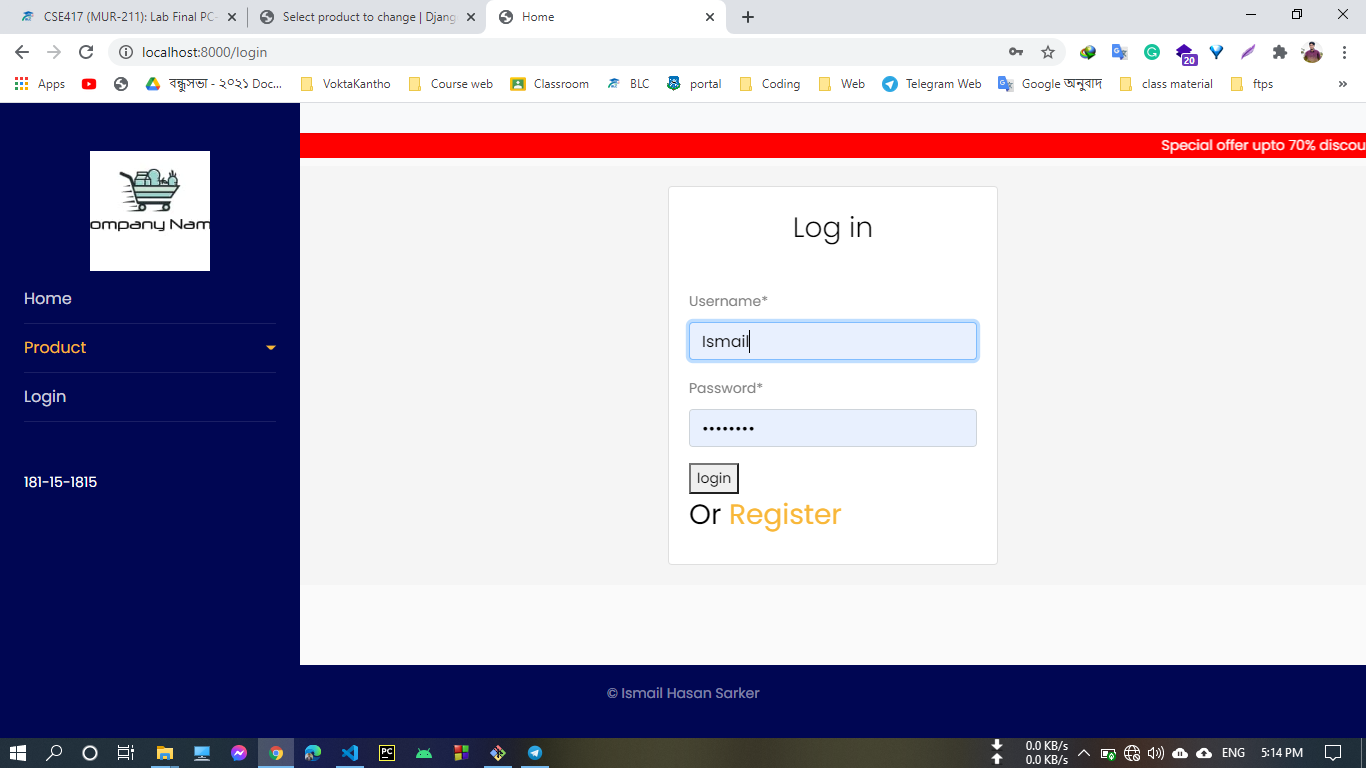 CSE417 (MUR-211): Lab Final PC-
Select product to change | Djang
Home
localhost:8000/login
20
Apps
বন্ধুসভা - ২০২১ Doc...
VoktaKantho
Course web
Classroom
BLC
portal
Coding
Web
Telegram Web
Google অনুবাদ
class material
ftps
»
Special offer upto 70% discou
ompany Nam
Home
Product
Login
181-15-1815
Log in
Username*
Ismail
Password*
••••••••
login
Or Register
© Ismail Hasan Sarker
PC
0.0 KB/s
0.0 KB/s
ENG
5:14 PM